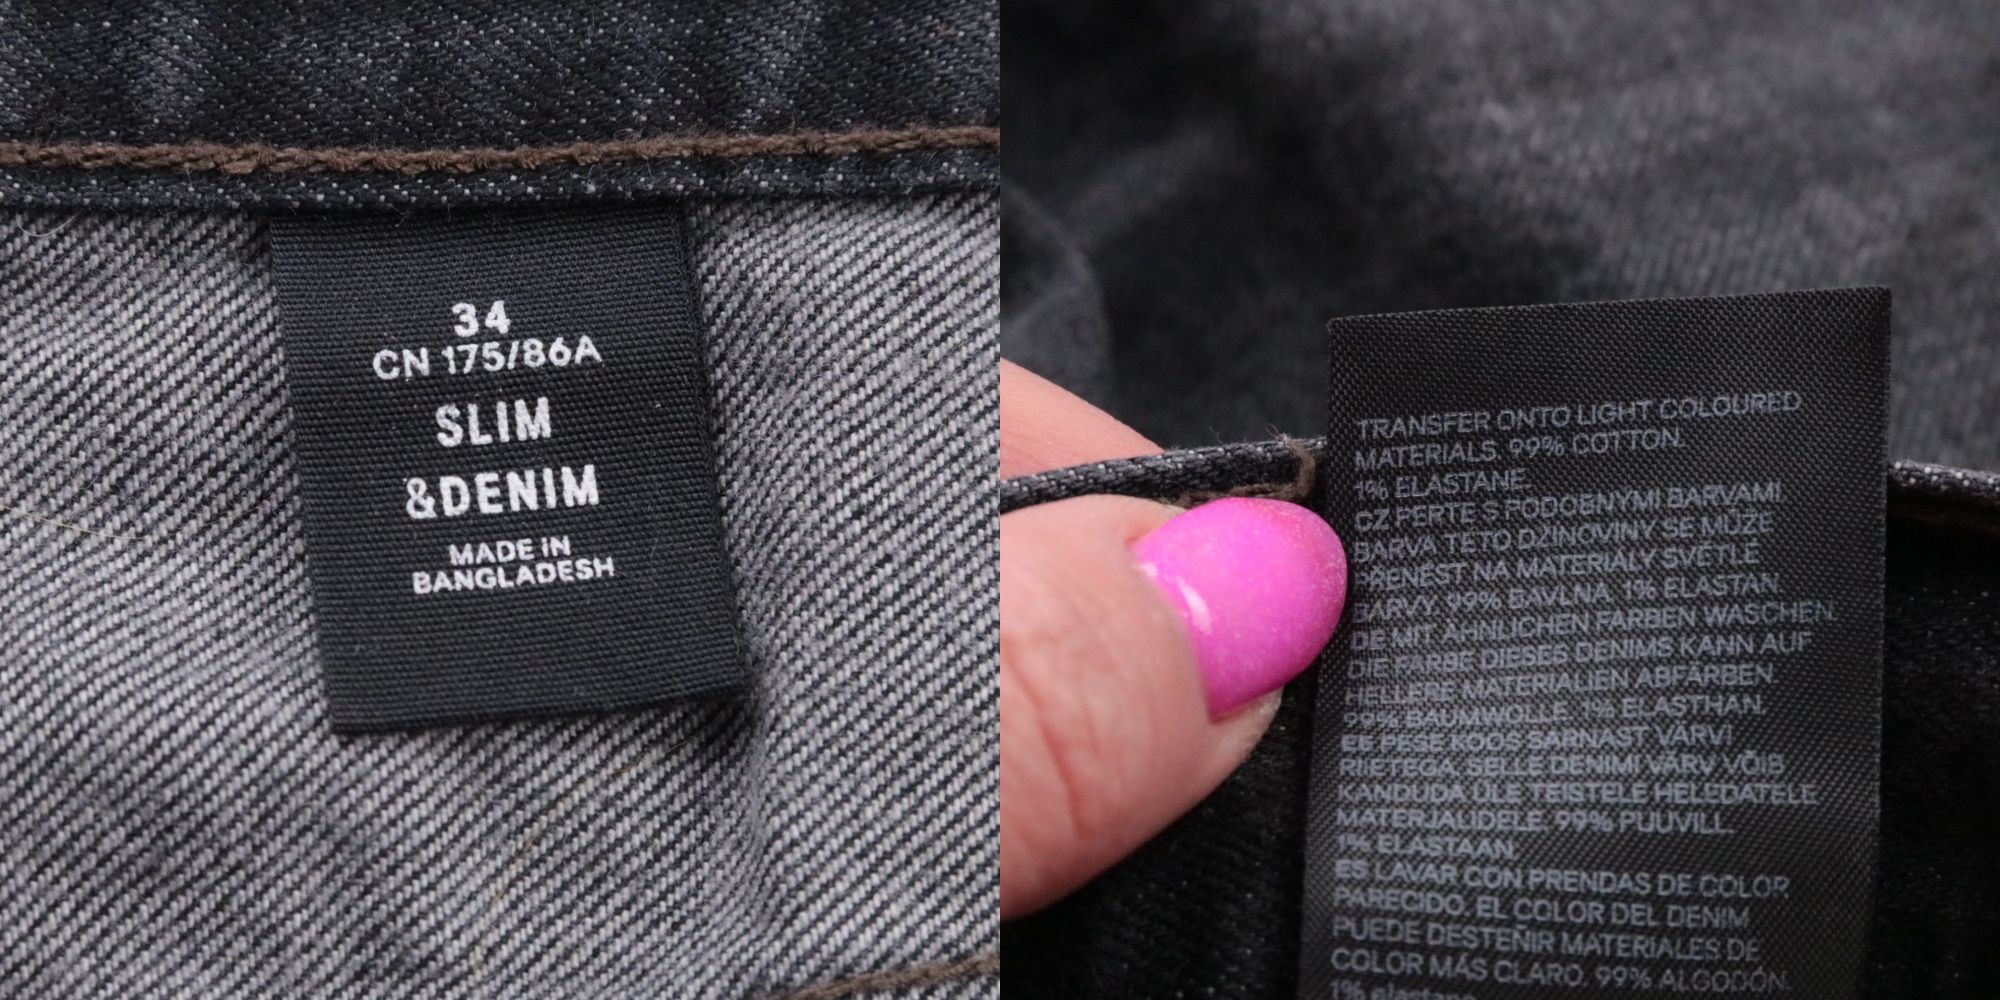 34
CN 175/86A
SLIM
&DENIM
MADE IN
BANGLADESH
TRANSFER ONTO LIGHT COLOURED
MATERIALS. 99% COTTON.
1% ELASTANE.
CZ PERTE S PODOBNÝMI BARVAMI.
BARVA TÉTO DŽÍNOVINY SE MŮŽE
PŘENÉST NA MATERIÁLY SVĚTLÉ
BARVY. 99% BAVLNA. 1% ELASTAN.
DE MIT ÄHNLICHEN FARBEN WASCHEN.
DIE FARBE DIESES DENIMS KANN AUF
HELLERE MATERIALIEN ABFÄRBEN.
99% BAUMWOLLE. 1% ELASTHAN.
EE PESE KOOS SARNAST VÄRVI
RIIETEGA. SELLE DENIMI VÄRV VÕIB
KANDUDA ÜLE TEISTELE HELEDATELE
MATERJALIDELE. 99% PUUVILL.
1% ELASTAAN.
ES LAVAR CON PRENDAS DE COLOR
PARECIDO. EL COLOR DEL DENIM
PUEDE DESTEÑIR MATERIALES DE
COLOR MÁS CLARO. 99% ALGODÓN.
1% elastano